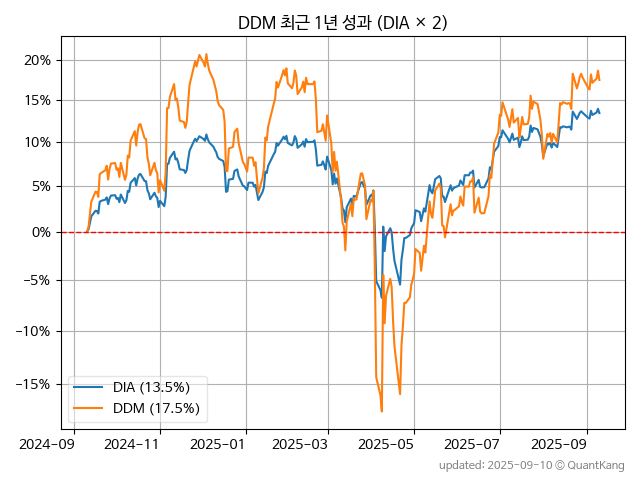 DDM 최근 1년 성과 (DIA × 2)
20%
15%
10%
5%
0%
−5%
−10%
−15%
DIA (13.5%)
DDM (17.5%)
2024-09 2024-11 2025-01 2025-03 2025-05 2025-07 2025-09
updated: 2025-09-10 © QuantKang